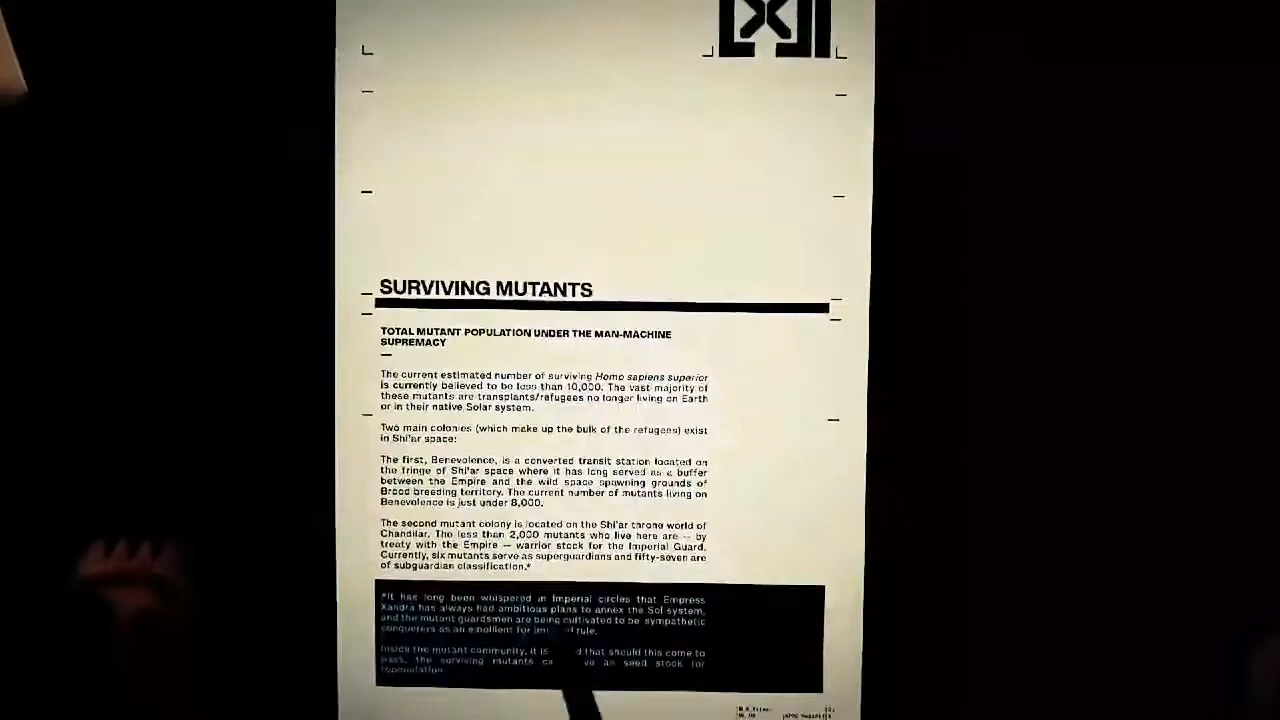 [X]
SURVIVING MUTANTS
TOTAL MUTANT POPULATION UNDER THE MAN-MACHINE
SUPREMACY
—
The current estimated number of surviving Homo sapiens superior
is currently believed to be less than 10,000. The vast majority of
these mutants are transplants/refugees no longer living on Earth
or in their native Solar system.
Two main colonies (which make up the bulk of the refugees) exist
in Shi'ar space:
The first, Benevolence, is a converted transit station located on
the fringe of Shi'ar space where it has long served as a buffer
between the Empire and the wild space spawning grounds of
Brood breeding territory. The current number of mutants living on
Benevolence is just under 8,000.
The second mutant colony is located on the Shi'ar throne world of
Chandilar. The less than 2,000 mutants who live here are — by
treaty with the Empire — warrior stock for the Imperial Guard.
Currently, six mutants serve as superguardians and fifty-seven are
of subguardian classification.*
*It has long been whispered in Imperial circles that Empress
Xandra has always had ambitious plans to annex the Sol system,
and the mutant guardsmen are being cultivated to be sympathetic
conquerors as an emollient for rule.
Inside the mutant community, it is that should this come to
pass, the surviving mutants as seed stock for
repopulation.